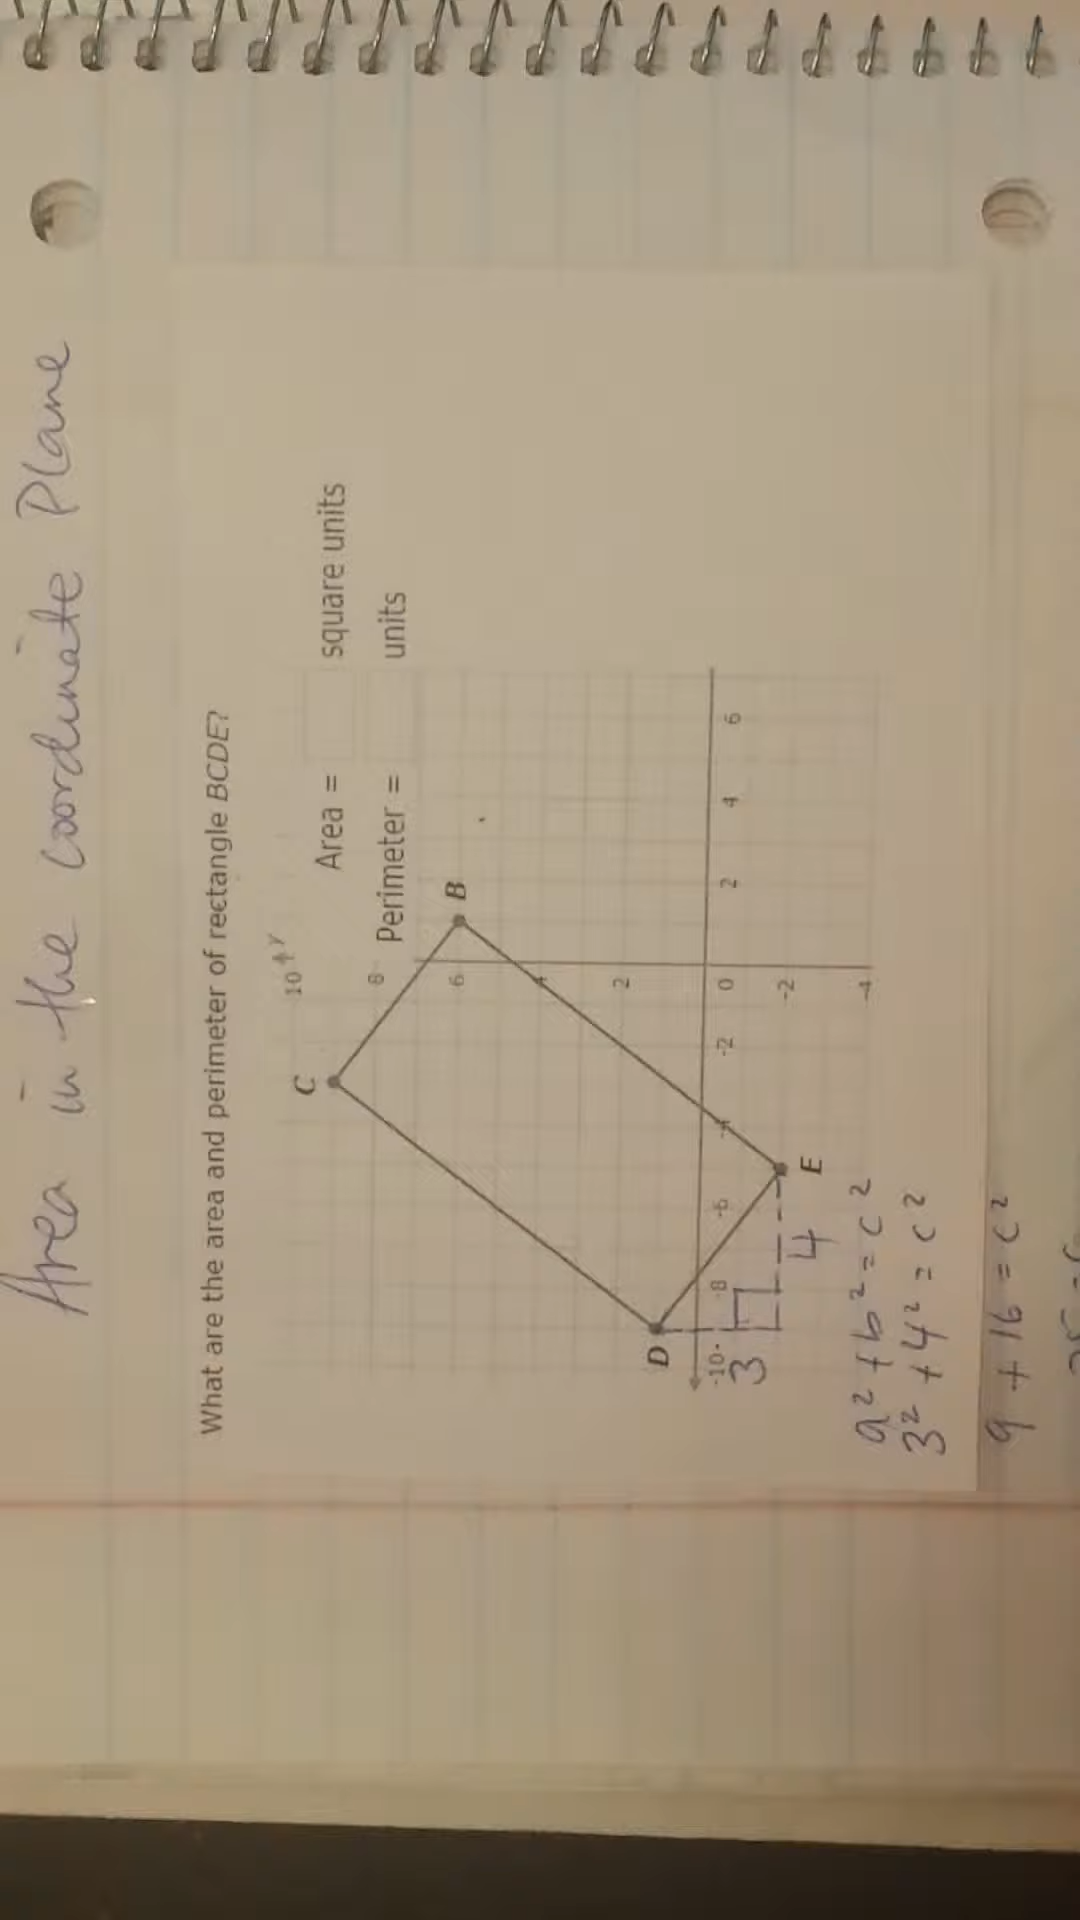 Area in the Coordinate Plane
What are the area and perimeter of rectangle BCDE?
Area = square units
Perimeter = units
10 y
C
8
B
6
4
2
D
-10 -8 -6 -4 -2 0 2 4 6
-2
E
-4
3
4
a² + b² = c²
3² + 4² = c²
9 + 16 = c²